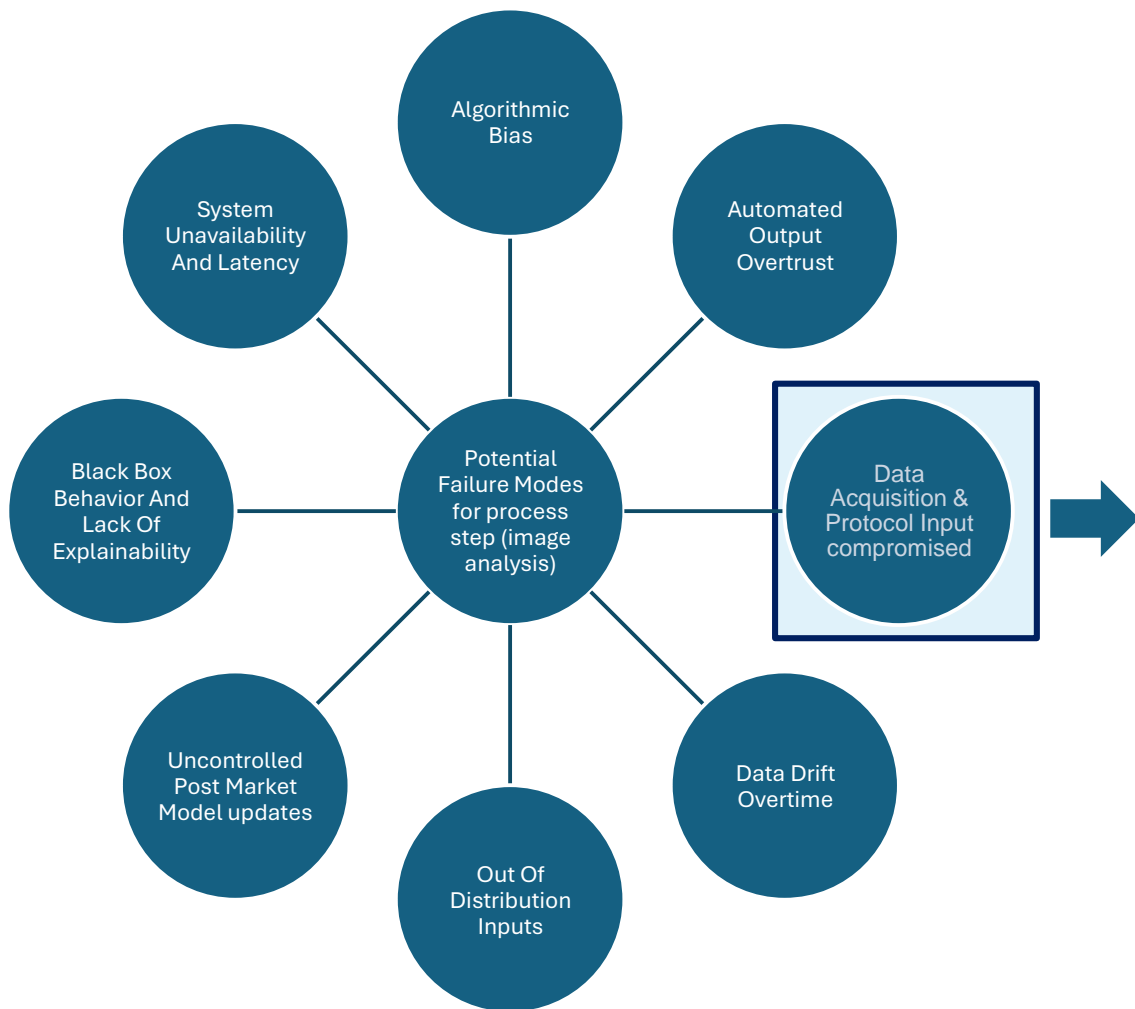 Algorithmic
Bias
System
Unavailability
And Latency
Automated
Output
Overtrust
Black Box
Behavior And
Lack Of
Explainability
Potential
Failure Modes
for process
step (image
analysis)
Data
Acquisition &
Protocol Input
compromised
Uncontrolled
Post Market
Model updates
Data Drift
Overtime
Out Of
Distribution
Inputs